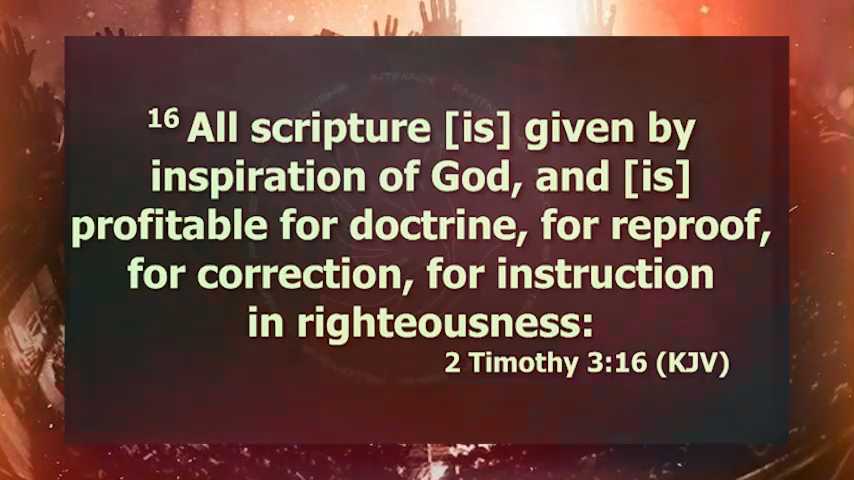 16 All scripture [is] given by
inspiration of God, and [is]
profitable for doctrine, for reproof,
for correction, for instruction
in righteousness:
2 Timothy 3:16 (KJV)